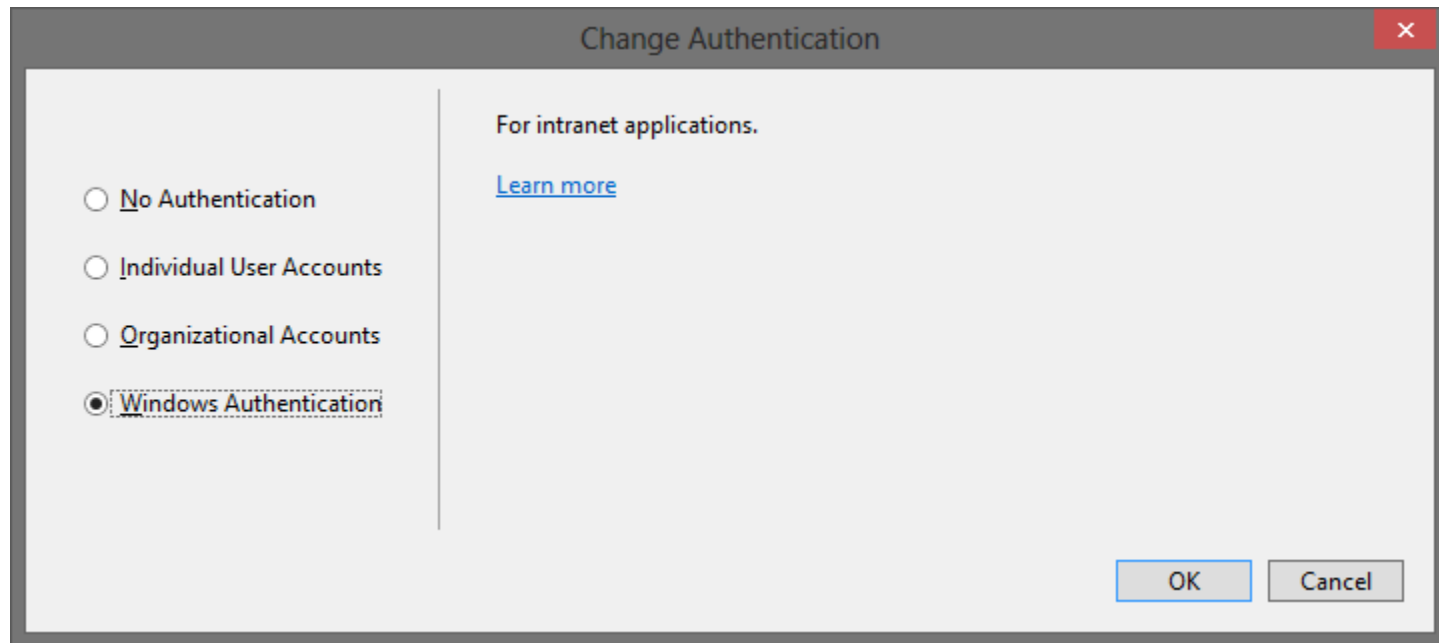 Change Authentication
For intranet applications.
Learn more
No Authentication
Individual User Accounts
Organizational Accounts
Windows Authentication
OK
Cancel